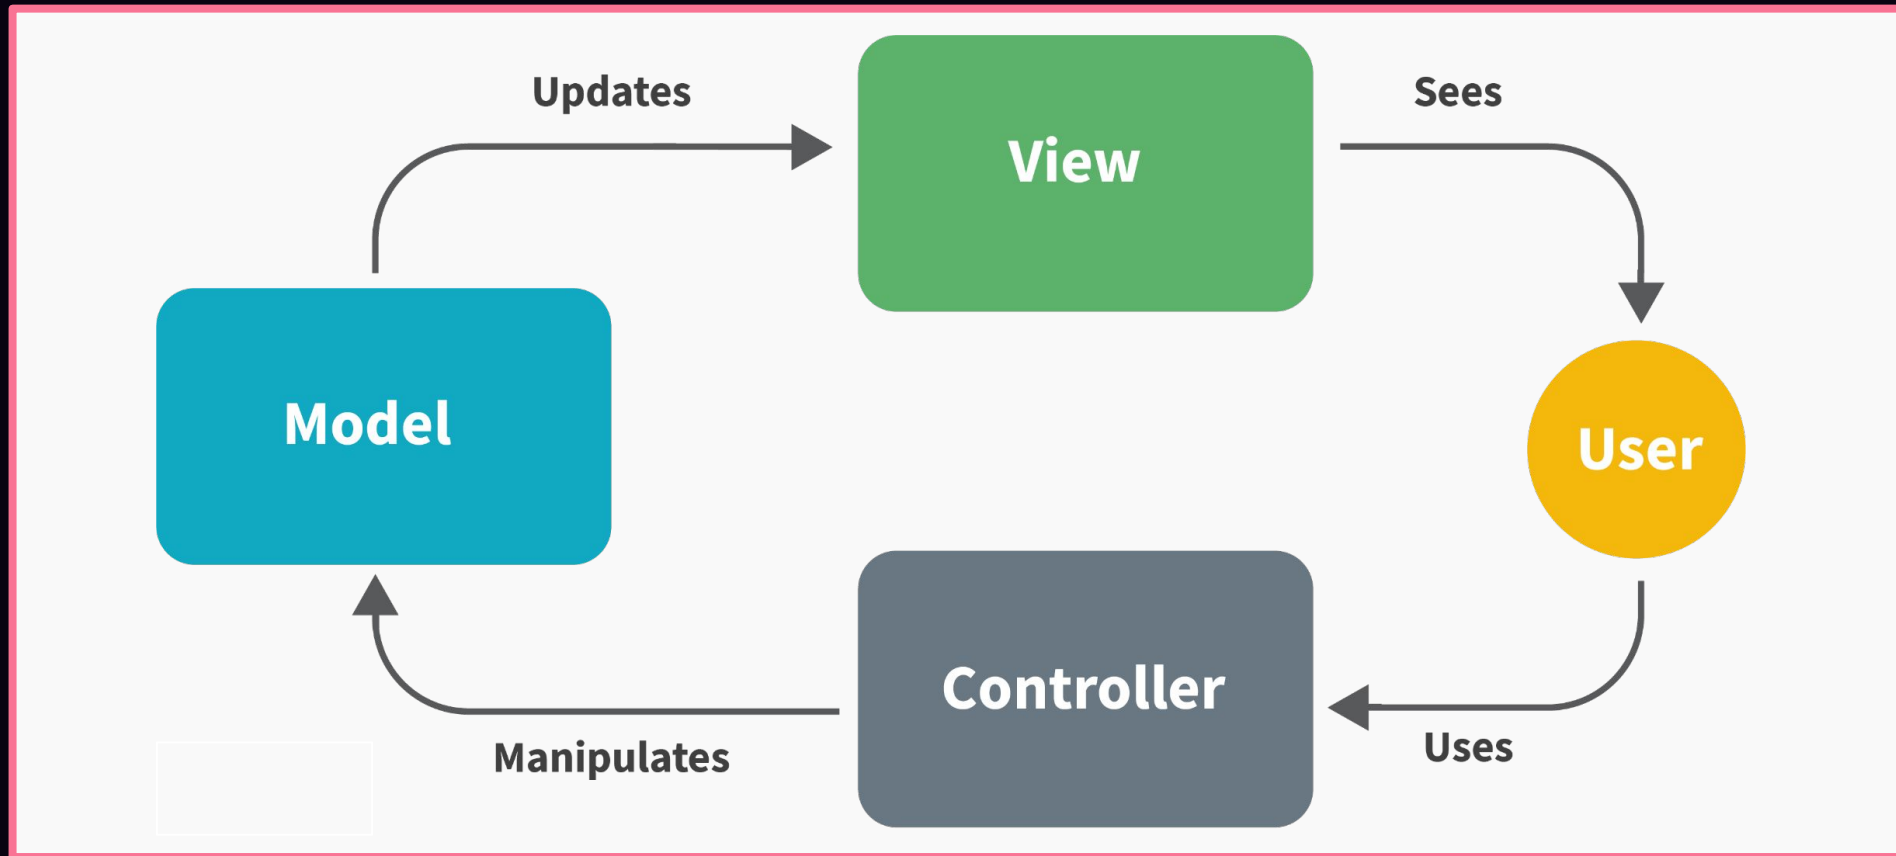 Updates
Sees
View
Model
User
Controller
Manipulates
Uses